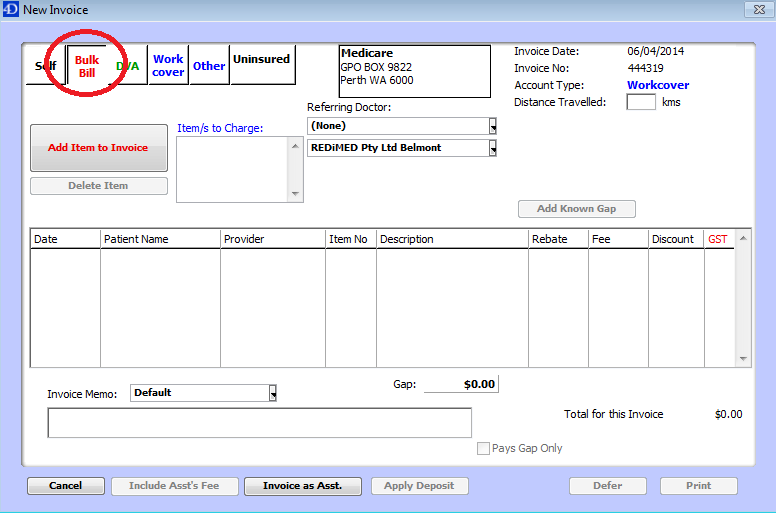 4D New Invoice
Self
Bulk
Bill
DVA
Work
cover
Other
Uninsured
Medicare
GPO BOX 9822
Perth WA 6000
Invoice Date: 06/04/2014
Invoice No: 444319
Account Type: Workcover
Distance Travelled: kms
Referring Doctor:
(None)
REDiMED Pty Ltd Belmont
Add Item to Invoice
Item/s to Charge:
Delete Item
Add Known Gap
Date Patient Name Provider Item No Description Rebate Fee Discount GST
Invoice Memo: Default
Gap: $0.00
Total for this Invoice $0.00
Pays Gap Only
Cancel Include Asst's Fee Invoice as Asst. Apply Deposit Defer Print